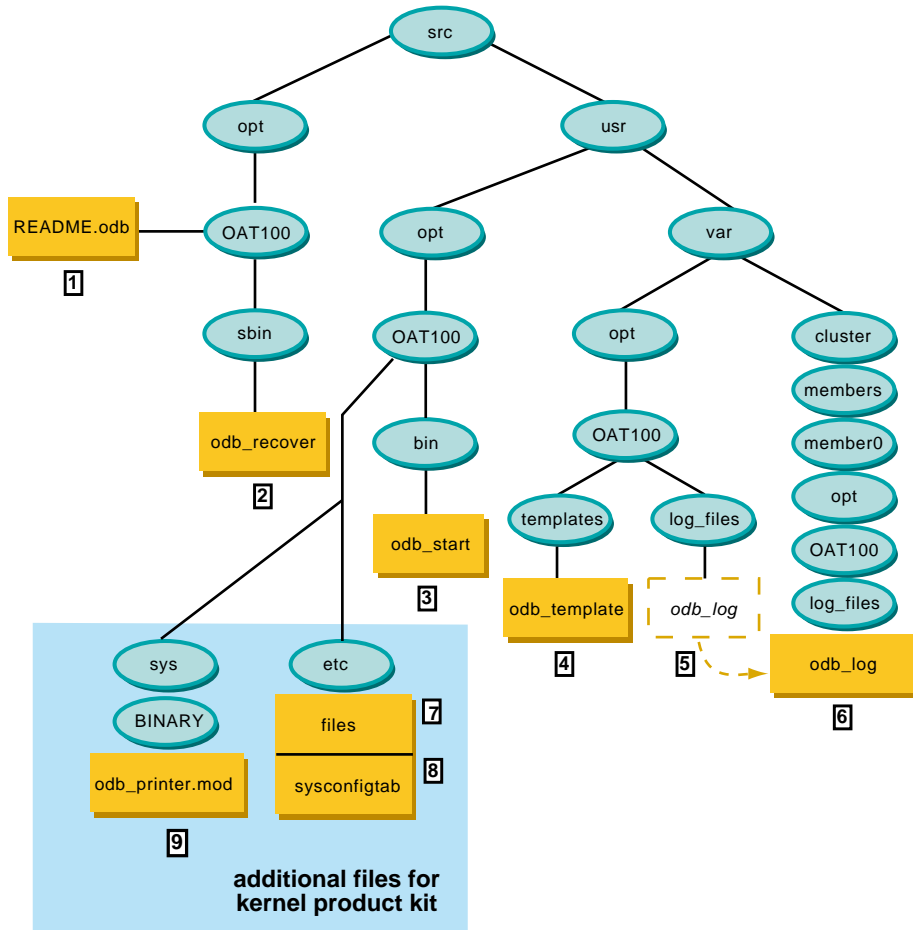 src
opt
usr
README.odb
OAT100
opt
var
1
sbin
OAT100
opt
cluster
members
odb_recover
bin
OAT100
member0
2
opt
templates
log_files
odb_start
OAT100
3
odb_template
odb_log
log_files
4
5
odb_log
6
sys
etc
BINARY
files
7
odb_printer.mod
sysconfigtab
8
9
additional files for
kernel product kit